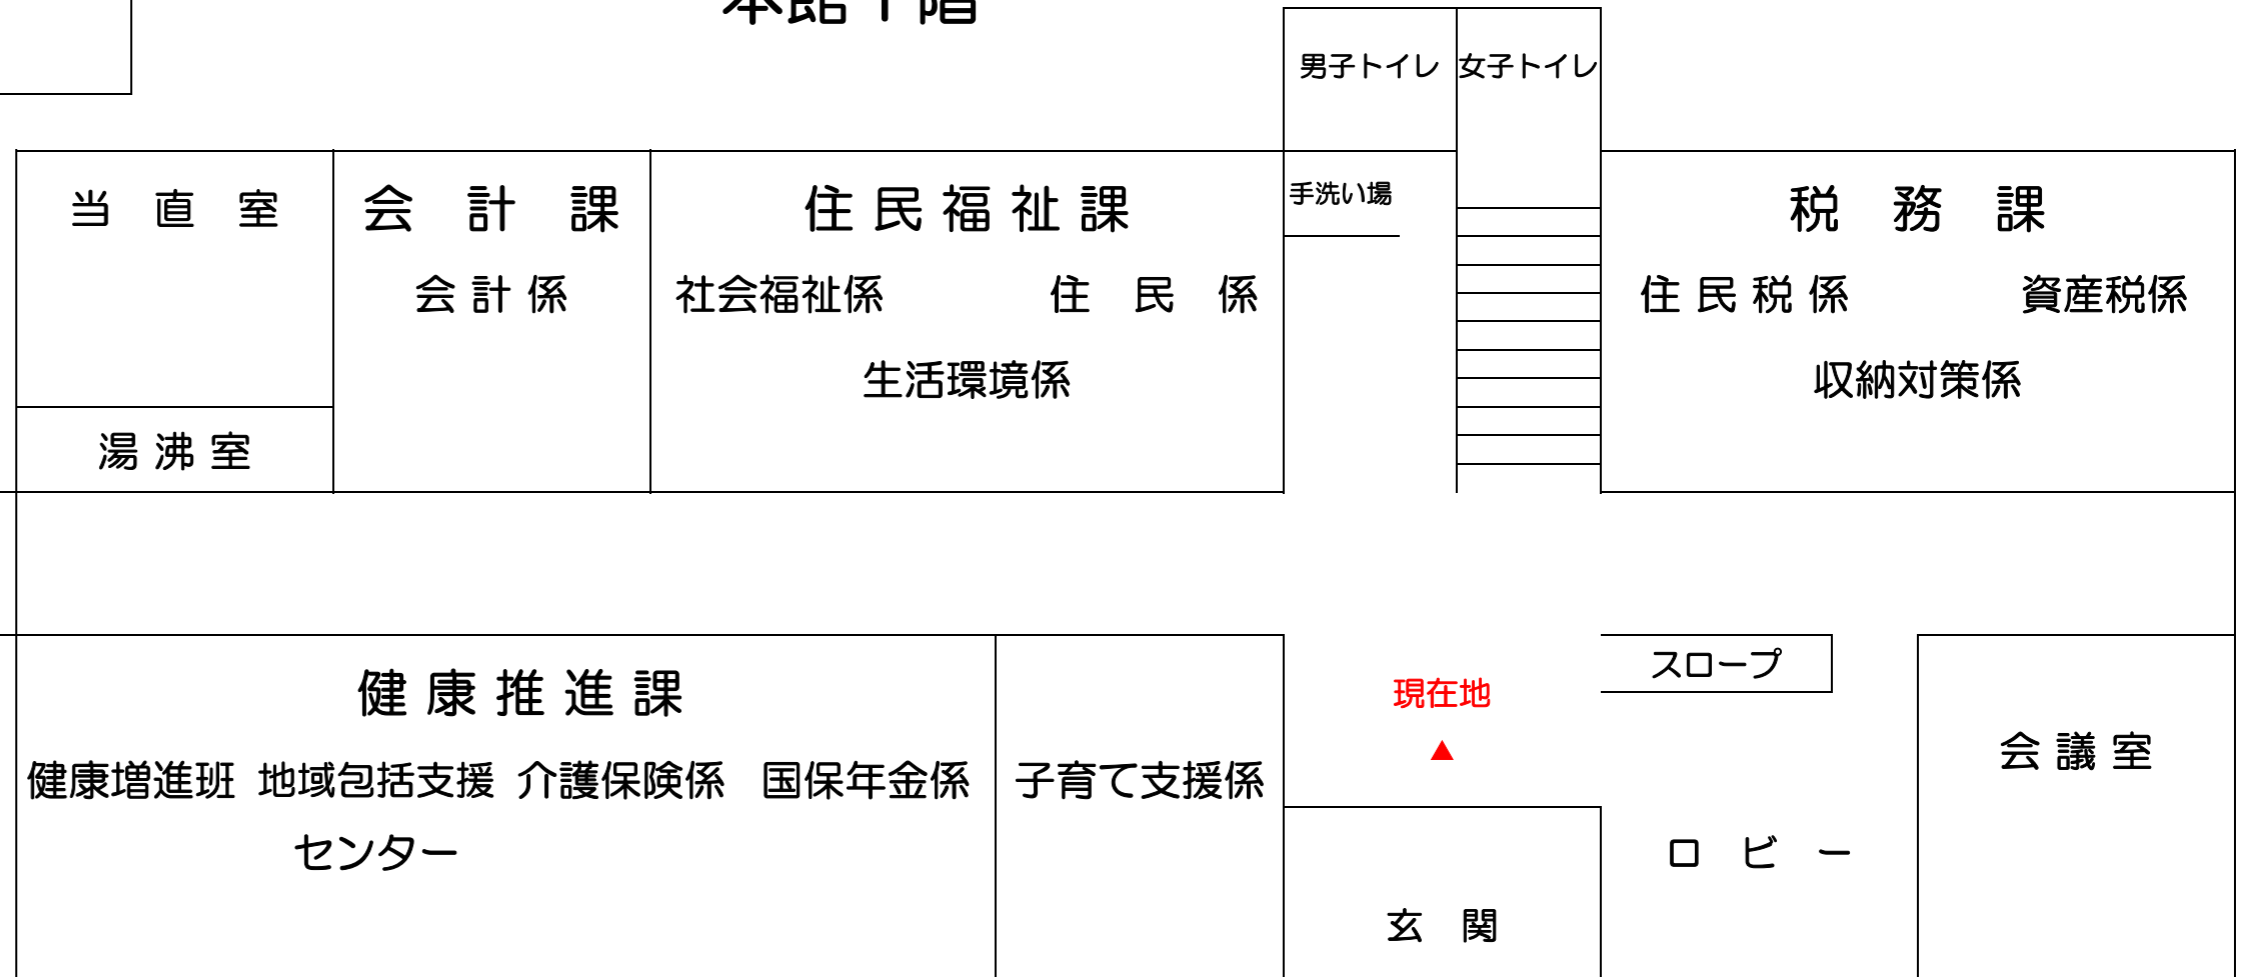 本館1階
男子トイレ
女子トイレ
手洗い場
当直室
湯沸室
会計課
会計係
住民福祉課
社会福祉係
住民係
生活環境係
税務課
住民税係
資産税係
収納対策係
健康推進課
健康増進班
地域包括支援
センター
介護保険係
国保年金係
子育て支援係
現在地
▲
玄関
スロープ
ロビー
会議室